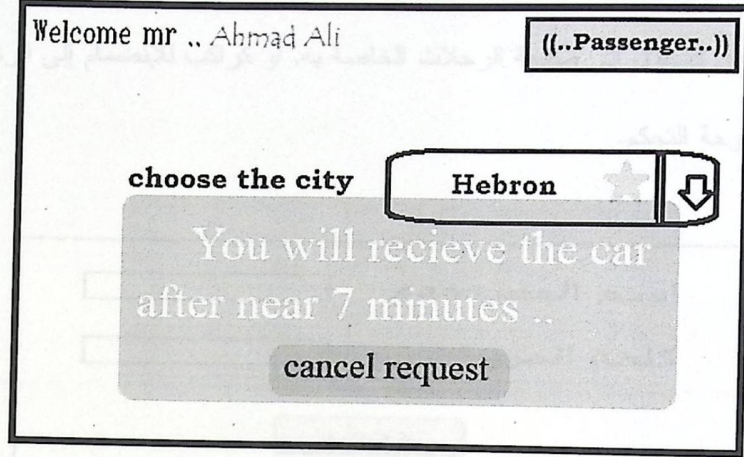 Welcome mr .. Ahmad Ali
((..Passenger..))
choose the city
Hebron
You will recieve the car
after near 7 minutes ..
cancel request